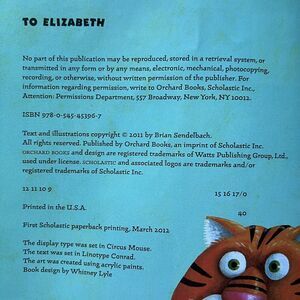 TO ELIZABETH
No part of this publication may be reproduced, stored in a retrieval system, or
transmitted in any form or by any means, electronic, mechanical, photocopying,
recording, or otherwise, without written permission of the publisher. For
information regarding permission, write to Orchard Books, Scholastic Inc.,
Attention: Permissions Department, 557 Broadway, New York, NY 10012.
ISBN 978-0-545-45396-7
Text and illustrations copyright © 2011 by Brian Sendelbach.
All rights reserved. Published by Orchard Books, an imprint of Scholastic Inc.
ORCHARD BOOKS and design are registered trademarks of Watts Publishing Group, Ltd.,
used under license. SCHOLASTIC and associated logos are trademarks and/or
registered trademarks of Scholastic Inc.
12 11 10 9 15 16 17/0
Printed in the U.S.A. 40
First Scholastic paperback printing, March 2012
The display type was set in Circus Mouse.
The text was set in Linotype Conrad.
The art was created using acrylic paints.
Book design by Whitney Lyle